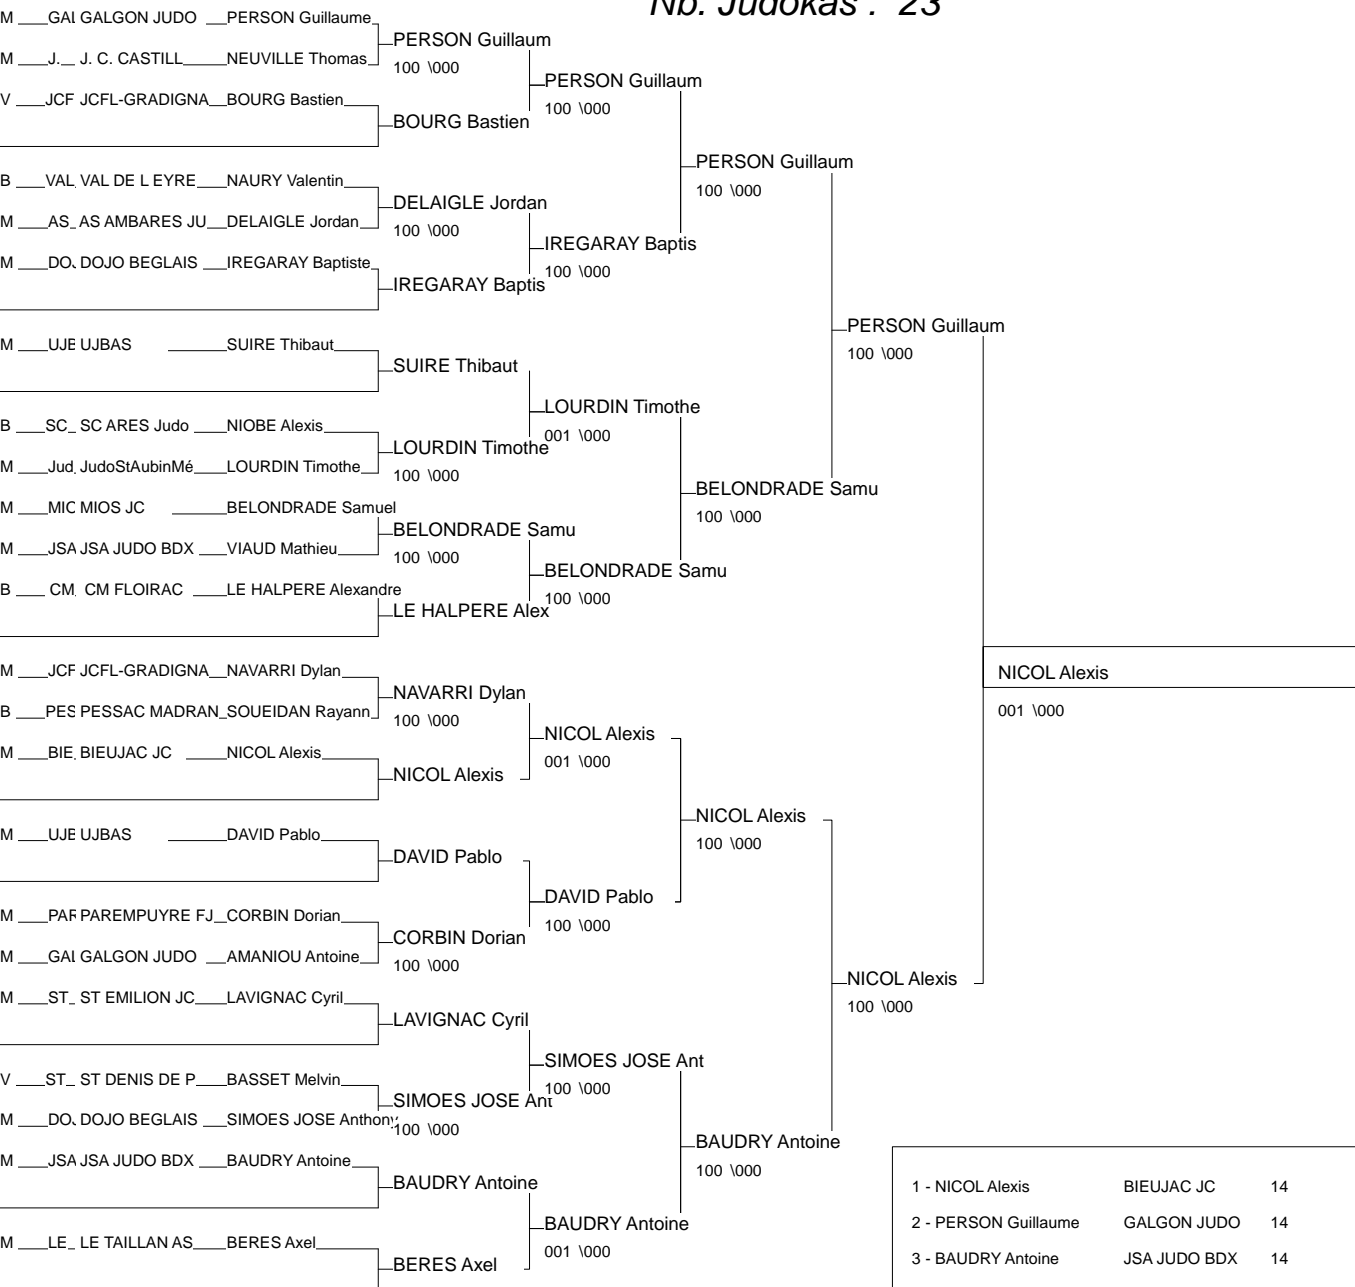 Nb. Judokas : 23
M GAL GALGON JUDO PERSON Guillaume
M J. J. C. CASTILL NEUVILLE Thomas
V JCF JCFL-GRADIGNA BOURG Bastien
B VAL VAL DE L EYRE NAURY Valentin
M AS AS AMBARES JU DELAIGLE Jordan
M DOJ DOJO BEGLAIS IREGARAY Baptiste
M UJB UJBAS SUIRE Thibaut
B SC SC ARES Judo NIOBE Alexis
M Jud JudoStAubinMé LOURDIN Timothe
M MIO MIOS JC BELONDRADE Samuel
M JSA JSA JUDO BDX VIAUD Mathieu
B CM CM FLOIRAC LE HALPERE Alexandre
M JCF JCFL-GRADIGNA NAVARRI Dylan
B PES PESSAC MADRAN SOUEIDAN Rayann
M BIE BIEUJAC JC NICOL Alexis
M UJB UJBAS DAVID Pablo
M PAR PAREMPUYRE FJ CORBIN Dorian
M GAL GALGON JUDO AMANIOU Antoine
M ST ST EMILION JC LAVIGNAC Cyril
V ST ST DENIS DE P BASSET Melvin
M DOJ DOJO BEGLAIS SIMOES JOSE Anthony
M JSA JSA JUDO BDX BAUDRY Antoine
M LE LE TAILLAN AS BERES Axel
PERSON Guillaum
100 \000
BOURG Bastien
DELAIGLE Jordan
100 \000
IREGARAY Baptis
SUIRE Thibaut
LOURDIN Timothe
100 \000
BELONDRADE Samu
100 \000
LE HALPERE Alex
NAVARRI Dylan
100 \000
NICOL Alexis
DAVID Pablo
CORBIN Dorian
100 \000
LAVIGNAC Cyril
SIMOES JOSE Ant
100 \000
BAUDRY Antoine
BERES Axel
PERSON Guillaum
100 \000
IREGARAY Baptis
100 \000
LOURDIN Timothe
001 \000
BELONDRADE Samu
100 \000
NICOL Alexis
001 \000
DAVID Pablo
100 \000
SIMOES JOSE Ant
100 \000
BAUDRY Antoine
001 \000
PERSON Guillaum
100 \000
BELONDRADE Samu
100 \000
NICOL Alexis
100 \000
BAUDRY Antoine
100 \000
PERSON Guillaum
100 \000
NICOL Alexis
100 \000
NICOL Alexis
001 \000
1 - NICOL Alexis BIEUJAC JC 14
2 - PERSON Guillaume GALGON JUDO 14
3 - BAUDRY Antoine JSA JUDO BDX 14